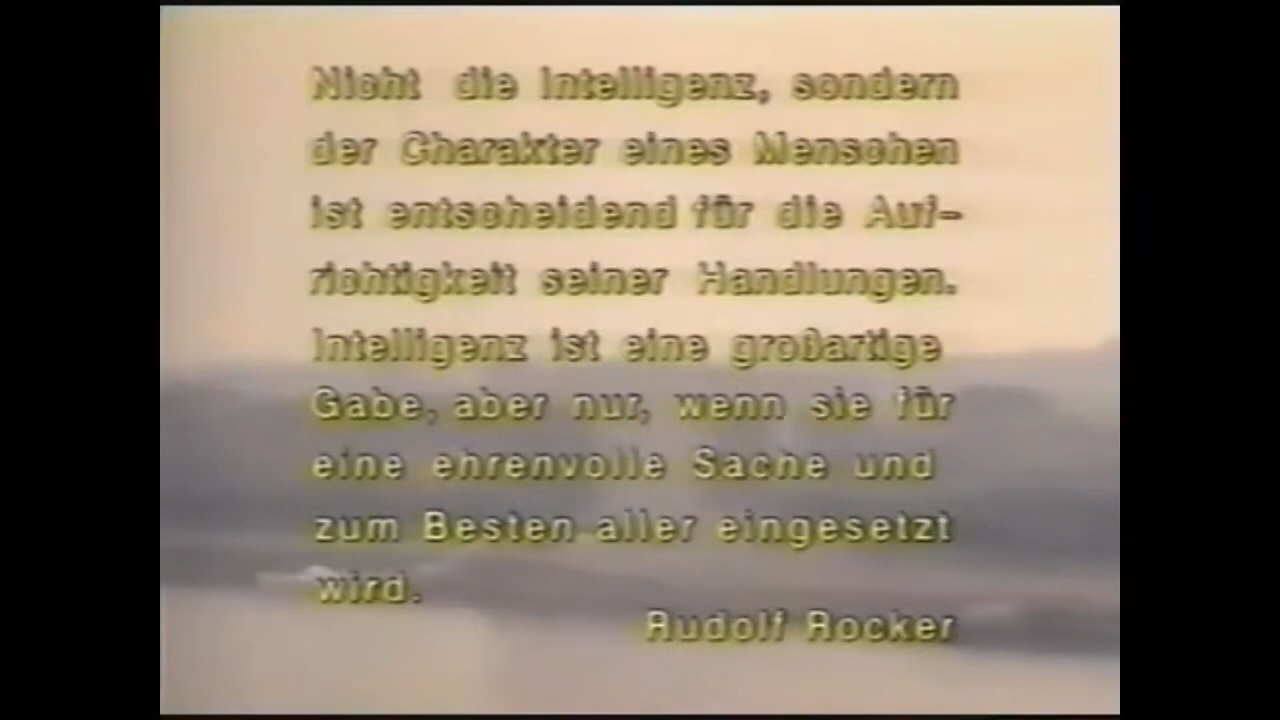 Nicht die Intelligenz, sondern
der Charakter eines Menschen
ist entscheidend für die Auf-
richtigkeit seiner Handlungen.
Intelligenz ist eine großartige
Gabe, aber nur, wenn sie für
eine ehrenvolle Sache und
zum Besten aller eingesetzt
wird.
Rudolf Rocker